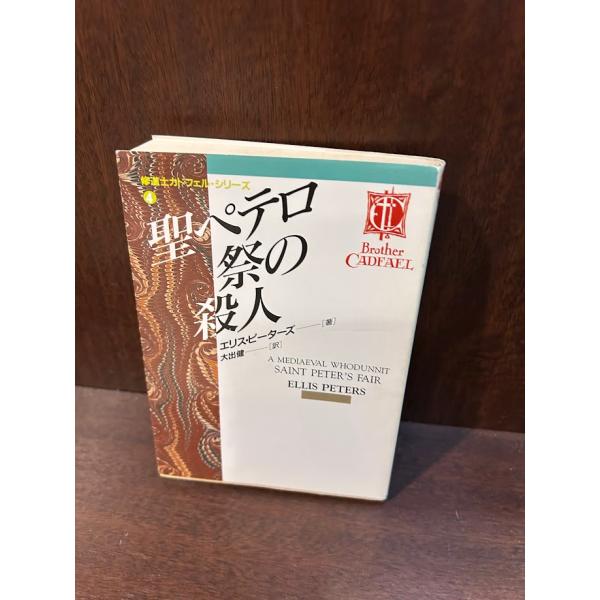 修道士カドフェル・シリーズ
4
聖ペテロ
祭の
殺人
エリス・ピーターズ——[著]
大出健——[訳]
Brother
CADFAEL
A MEDIAEVAL WHODUNNIT
SAINT PETER'S FAIR
ELLIS PETERS